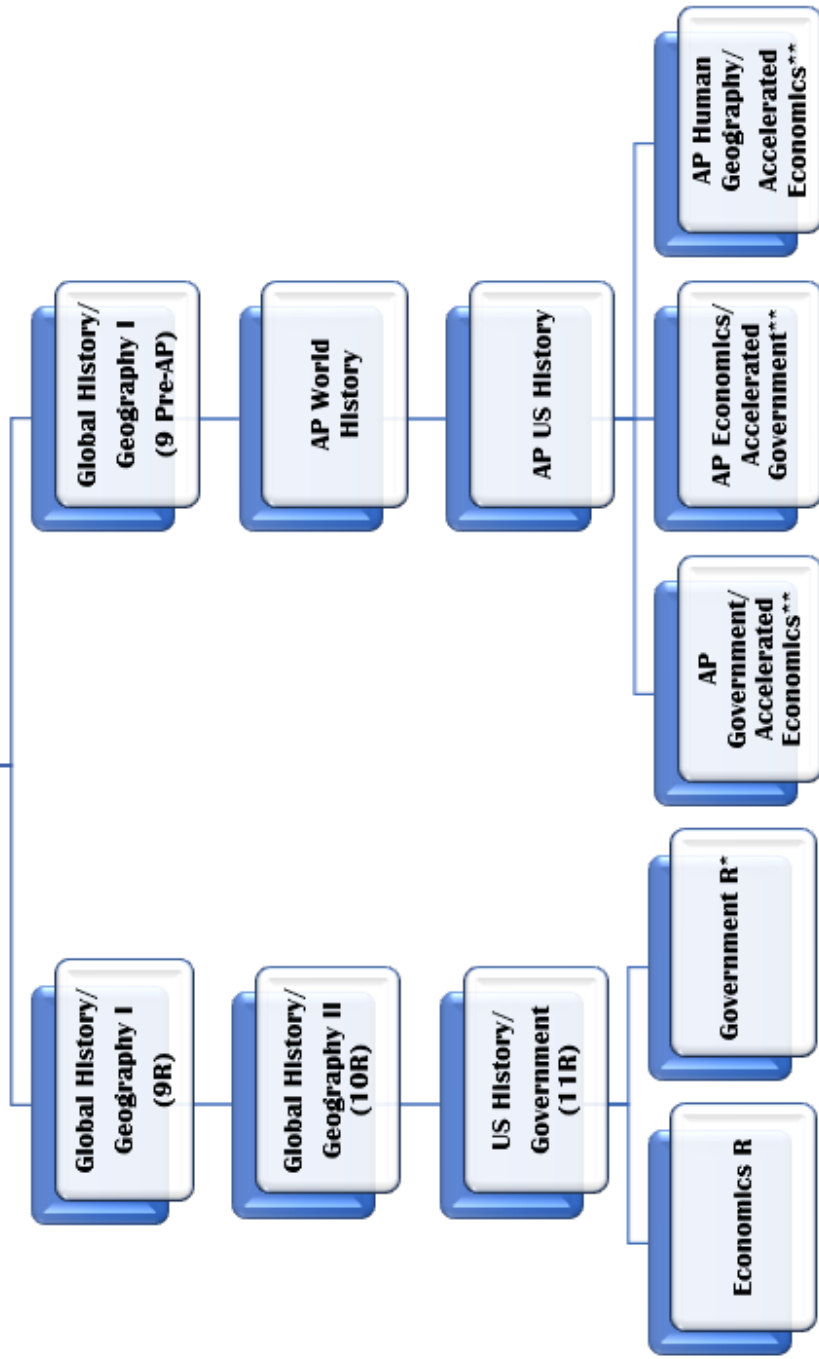 Global History/
Geography I
(9R)
Global History/
Geography I
(9 Pre-AP)
Global History/
Geography II
(10R)
AP World
History
US History/
Government
(11R)
AP US History
Economics R
Government R*
AP
Government/
Accelerated
Economics**
AP Economics/
Accelerated
Government**
AP Human
Geography/
Accelerated
Economics**